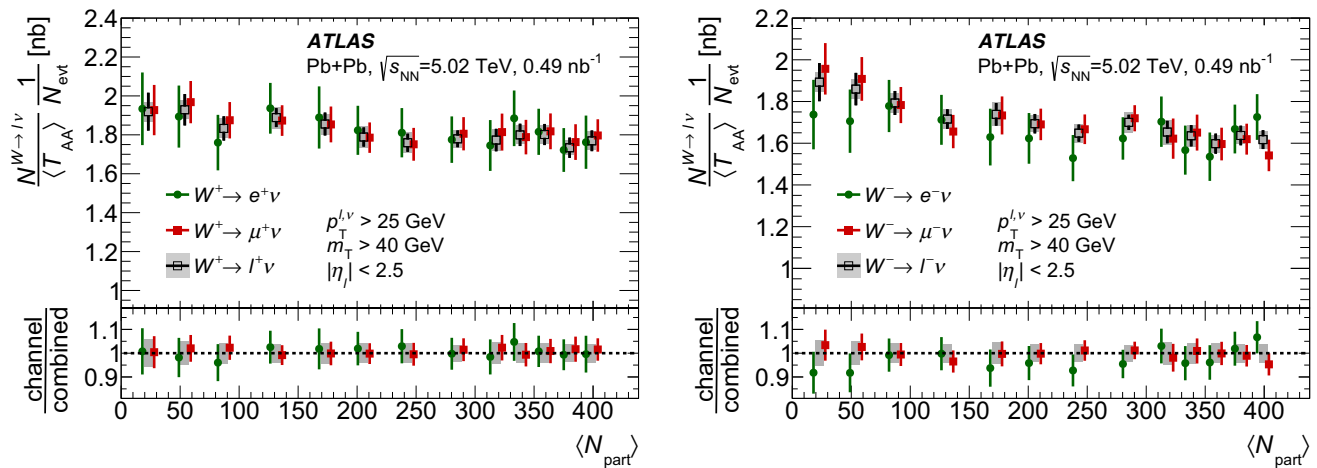 N^{W→lν} / ⟨T_AA⟩ 1 / N_evt [nb]
2.4
2.2
2
1.8
1.6
1.4
1.2
1
ATLAS
Pb+Pb, √s_NN=5.02 TeV, 0.49 nb⁻¹
W⁺→ e⁺ν
W⁺→ μ⁺ν
W⁺→ l⁺ν
p_T^{l,ν} > 25 GeV
m_T > 40 GeV
|η_l| < 2.5
channel
combined
1.1
1
0.9
0 50 100 150 200 250 300 350 400
⟨N_part⟩
N^{W→lν} / ⟨T_AA⟩ 1 / N_evt [nb]
2.2
2
1.8
1.6
1.4
1.2
1
ATLAS
Pb+Pb, √s_NN=5.02 TeV, 0.49 nb⁻¹
W⁻→ e⁻ν
W⁻→ μ⁻ν
W⁻→ l⁻ν
p_T^{l,ν} > 25 GeV
m_T > 40 GeV
|η_l| < 2.5
channel
combined
1.1
1
0.9
0 50 100 150 200 250 300 350 400
⟨N_part⟩